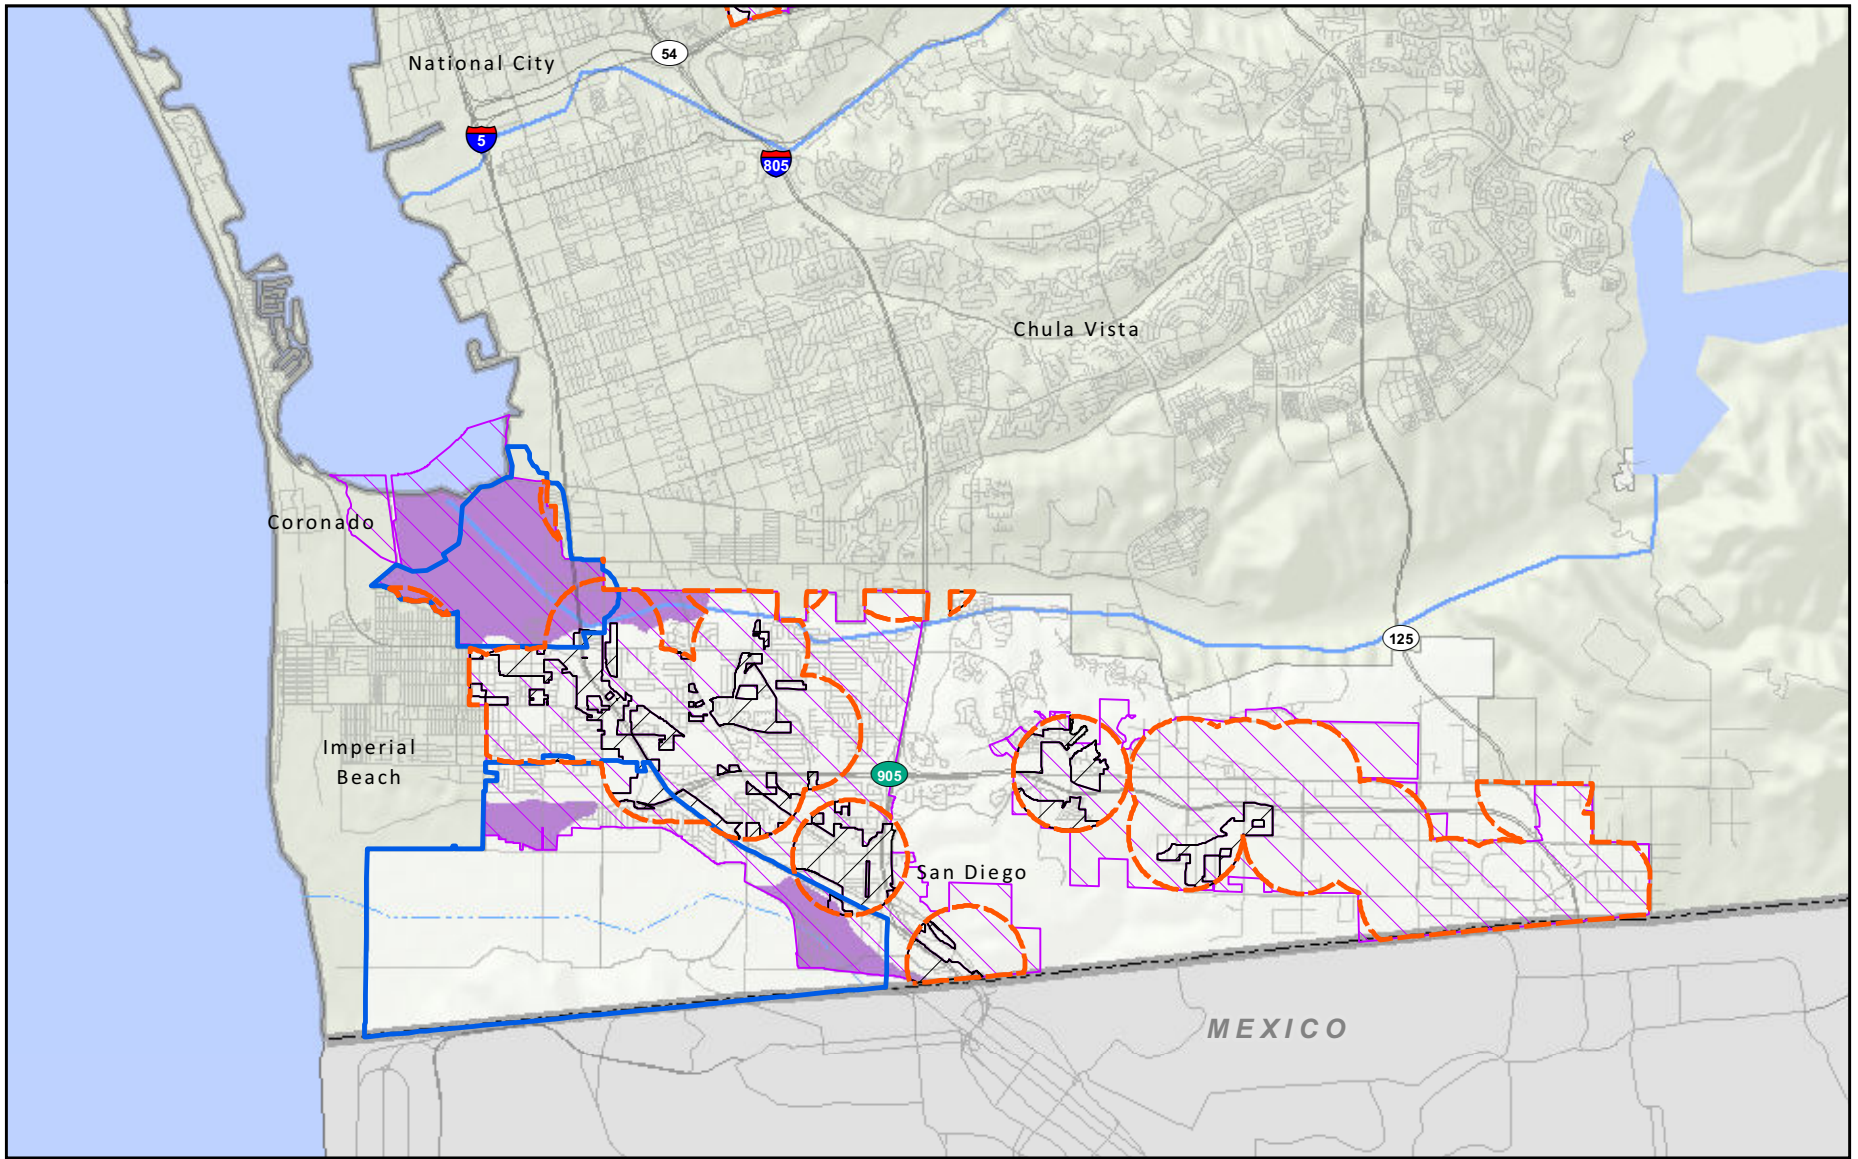 National City
54
5
805
Chula Vista
Coronado
125
Imperial
Beach
905
San Diego
MEXICO